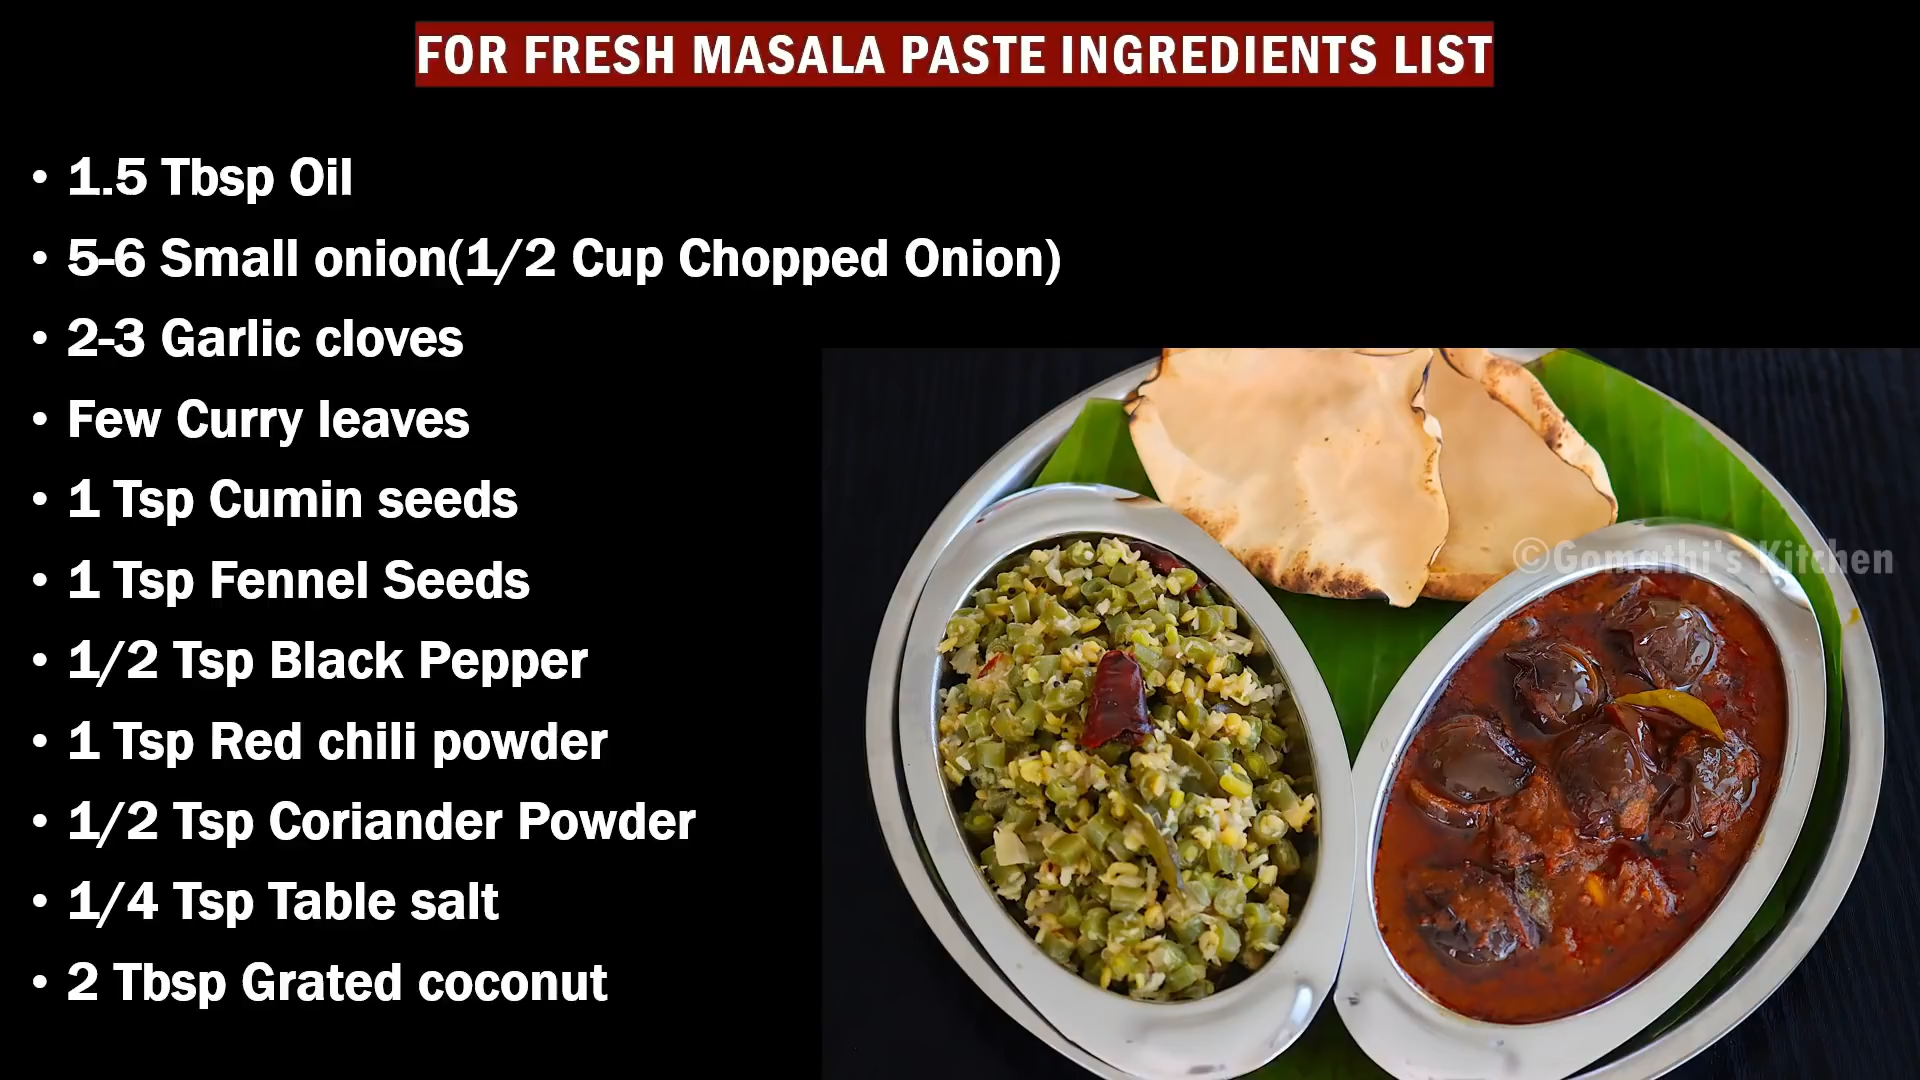 FOR FRESH MASALA PASTE INGREDIENTS LIST
• 1.5 Tbsp Oil
• 5-6 Small onion(1/2 Cup Chopped Onion)
• 2-3 Garlic cloves
• Few Curry leaves
• 1 Tsp Cumin seeds
• 1 Tsp Fennel Seeds
• 1/2 Tsp Black Pepper
• 1 Tsp Red chili powder
• 1/2 Tsp Coriander Powder
• 1/4 Tsp Table salt
• 2 Tbsp Grated coconut
©Gomathi's Kitchen